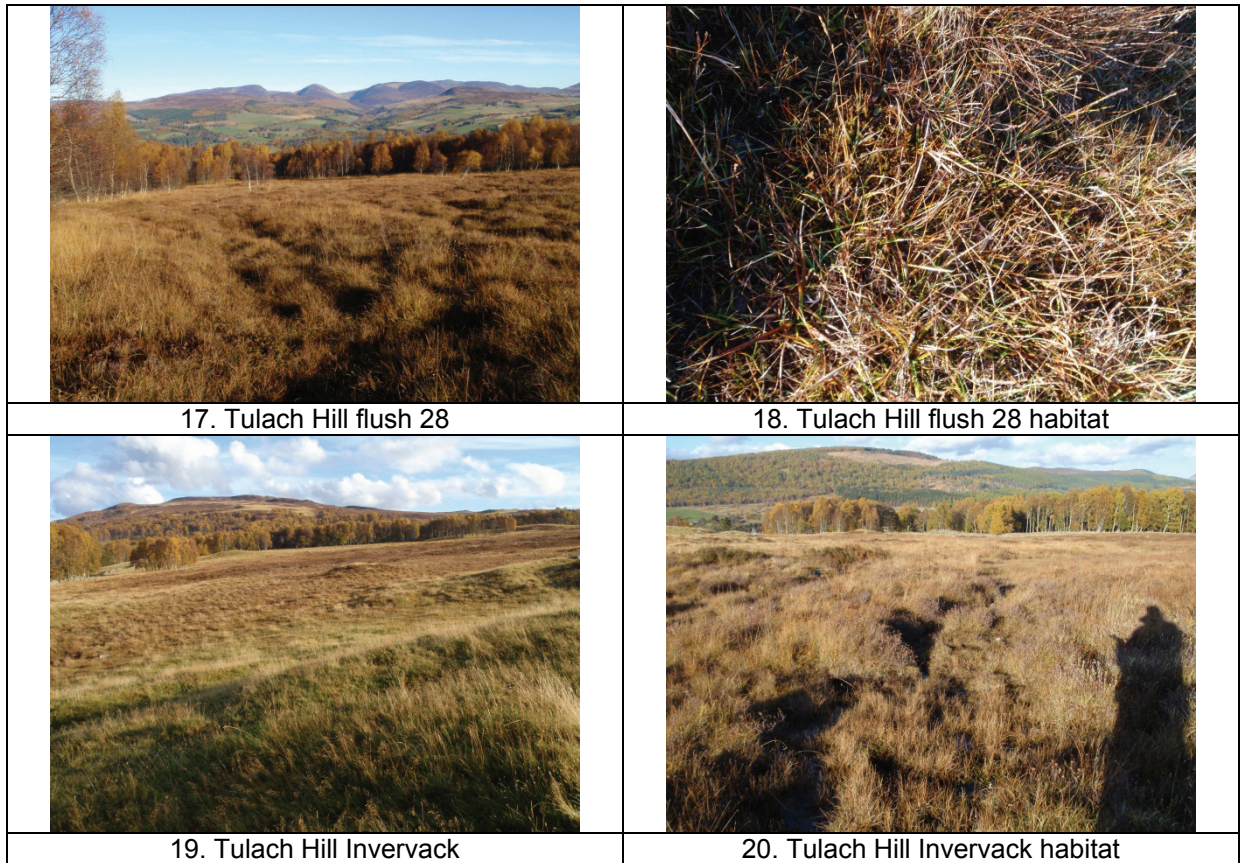 17. Tulach Hill flush 28
18. Tulach Hill flush 28 habitat
19. Tulach Hill Invervack
20. Tulach Hill Invervack habitat